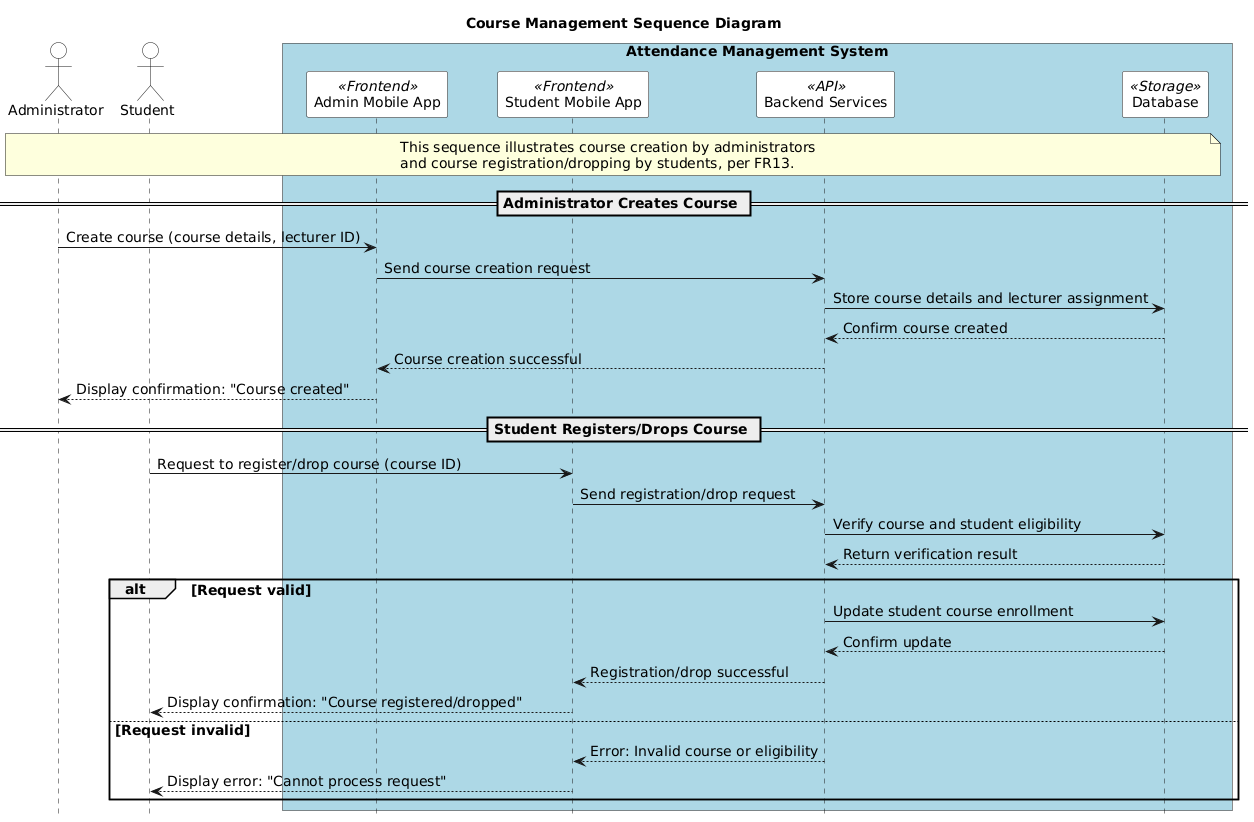 Course Management Sequence Diagram
Attendance Management System
Administrator
Student
«Frontend»
Admin Mobile App
«Frontend»
Student Mobile App
«API»
Backend Services
«Storage»
Database
This sequence illustrates course creation by administrators
and course registration/dropping by students, per FR13.
Administrator Creates Course
Create course (course details, lecturer ID)
Send course creation request
Store course details and lecturer assignment
Confirm course created
Course creation successful
Display confirmation: "Course created"
Student Registers/Drops Course
Request to register/drop course (course ID)
Send registration/drop request
Verify course and student eligibility
Return verification result
alt [Request valid]
Update student course enrollment
Confirm update
Registration/drop successful
Display confirmation: "Course registered/dropped"
[Request invalid]
Error: Invalid course or eligibility
Display error: "Cannot process request"